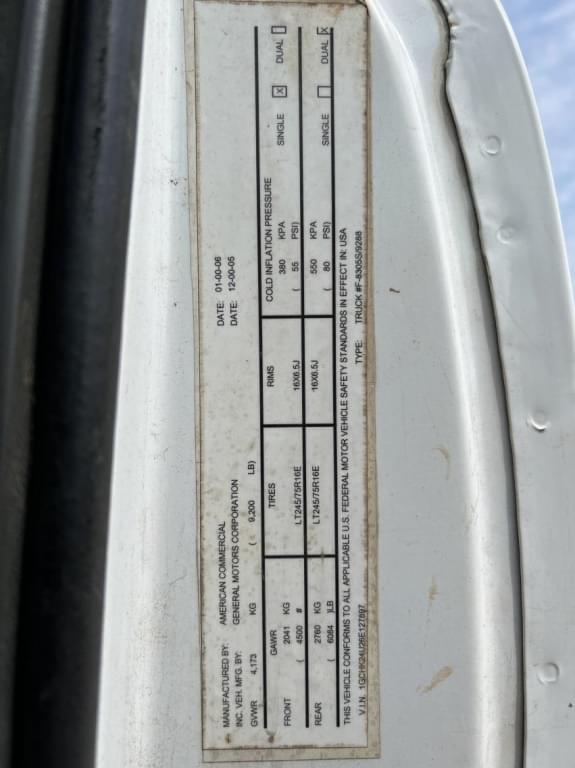 MANUFACTURED BY: AMERICAN COMMERCIAL DATE: 01-00-06
INC. VEH. MFG. BY: GENERAL MOTORS CORPORATION DATE: 12-00-05
GVWR 4,173 KG ( 9,200 LB)
GAWR TIRES RIMS COLD INFLATION PRESSURE
FRONT 2041 KG 380 KPA SINGLE [X] DUAL [ ]
( 4500 # LT245/75R16E 16X6.5J ( 55 PSI)
REAR 2760 KG LT245/75R16E 16X6.5J 550 KPA
( 6084 )LB ( 80 PSI) SINGLE [ ] DUAL [X]
THIS VEHICLE CONFORMS TO ALL APPLICABLE U.S. FEDERAL MOTOR VEHICLE SAFETY STANDARDS IN EFFECT IN: USA
V.I.N. TYPE: TRUCK #F-8305S/9288